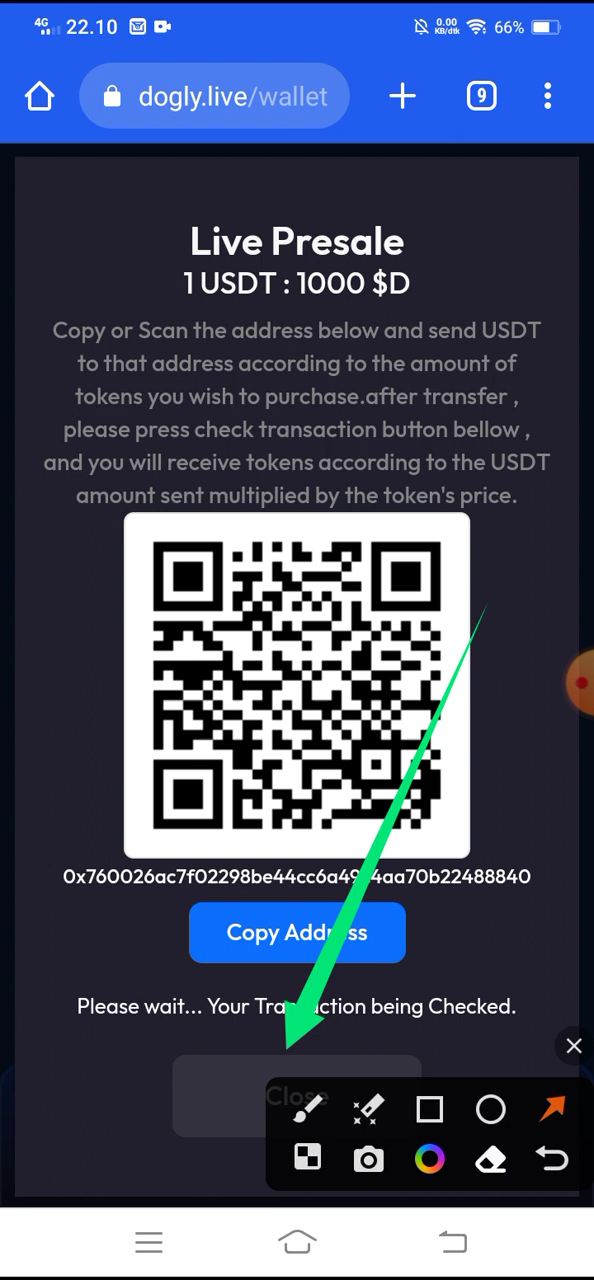 4G 22.10 0.00 KB/dtk 66%
dogly.live/wallet
9
Live Presale
1 USDT : 1000 $D
Copy or Scan the address below and send USDT
to that address according to the amount of
tokens you wish to purchase.after transfer ,
please press check transaction button bellow ,
and you will receive tokens according to the USDT
amount sent multiplied by the token's price.
Copy Address
Please wait... Your Transaction being Checked.
Close